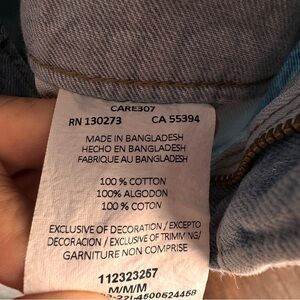 CARE307
RN 130273 CA 55394
MADE IN BANGLADESH
HECHO EN BANGLADESH
FABRIQUE AU BANGLADESH
100 % COTTON
100% ALGODON
100 % COTON
EXCLUSIVE OF DECORATION / EXCEPTO
DECORACION / EXCLUSIVE OF TRIMMING/
GARNITURE NON COMPRISE
112323257
M/M/M